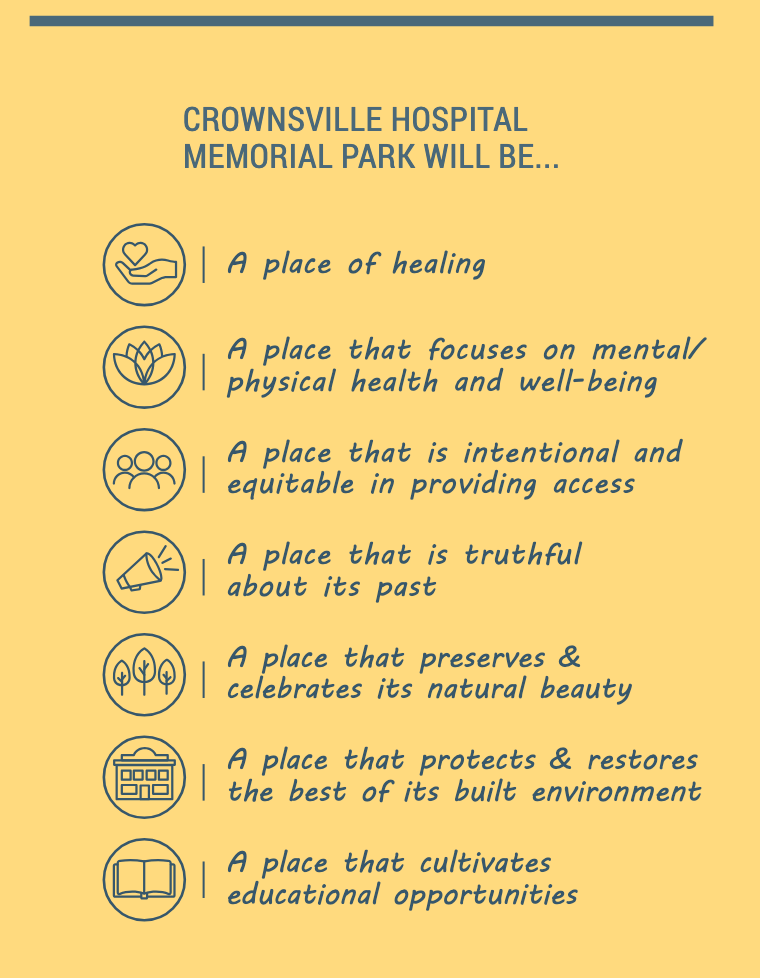 CROWNSVILLE HOSPITAL
MEMORIAL PARK WILL BE...
A place of healing
A place that focuses on mental/
physical health and well-being
A place that is intentional and
equitable in providing access
A place that is truthful
about its past
A place that preserves &
celebrates its natural beauty
A place that protects & restores
the best of its built environment
A place that cultivates
educational opportunities